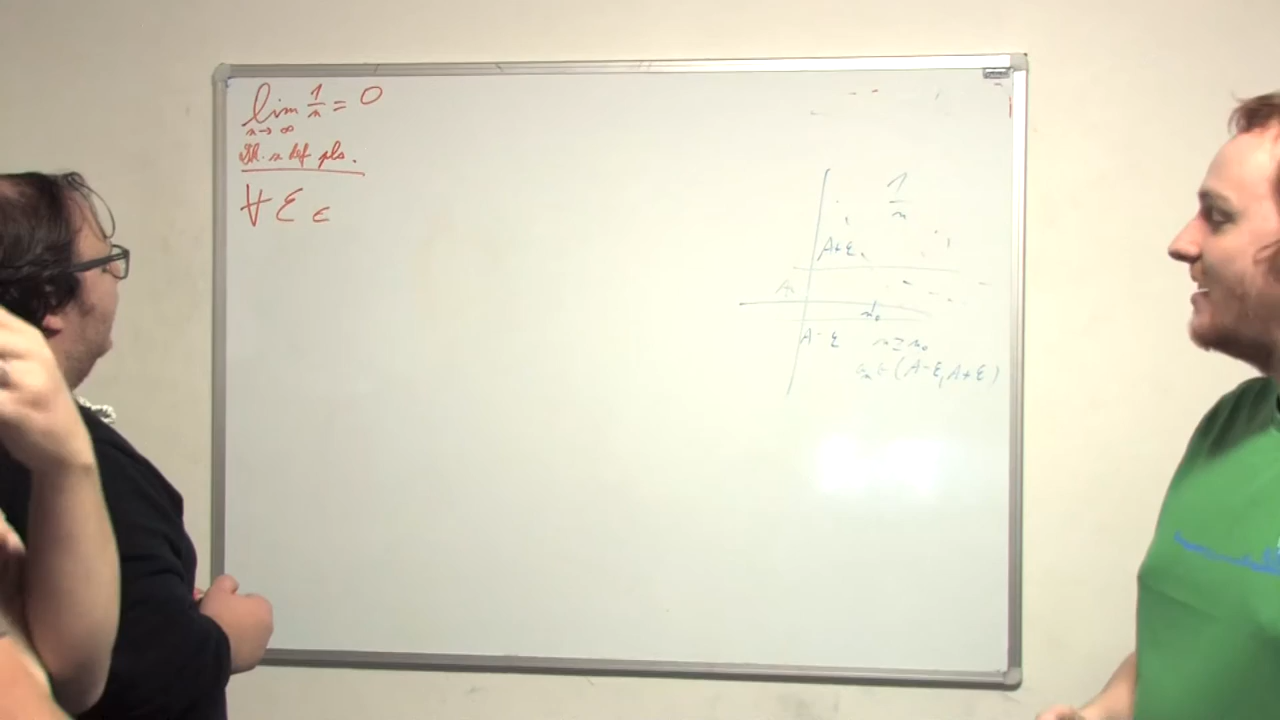 lim 1/n = 0
n→∞
∀ ε ∈
1/n
A+ε
A
n₀
A-ε n≥n₀
aₙ ∈ (A-ε, A+ε)